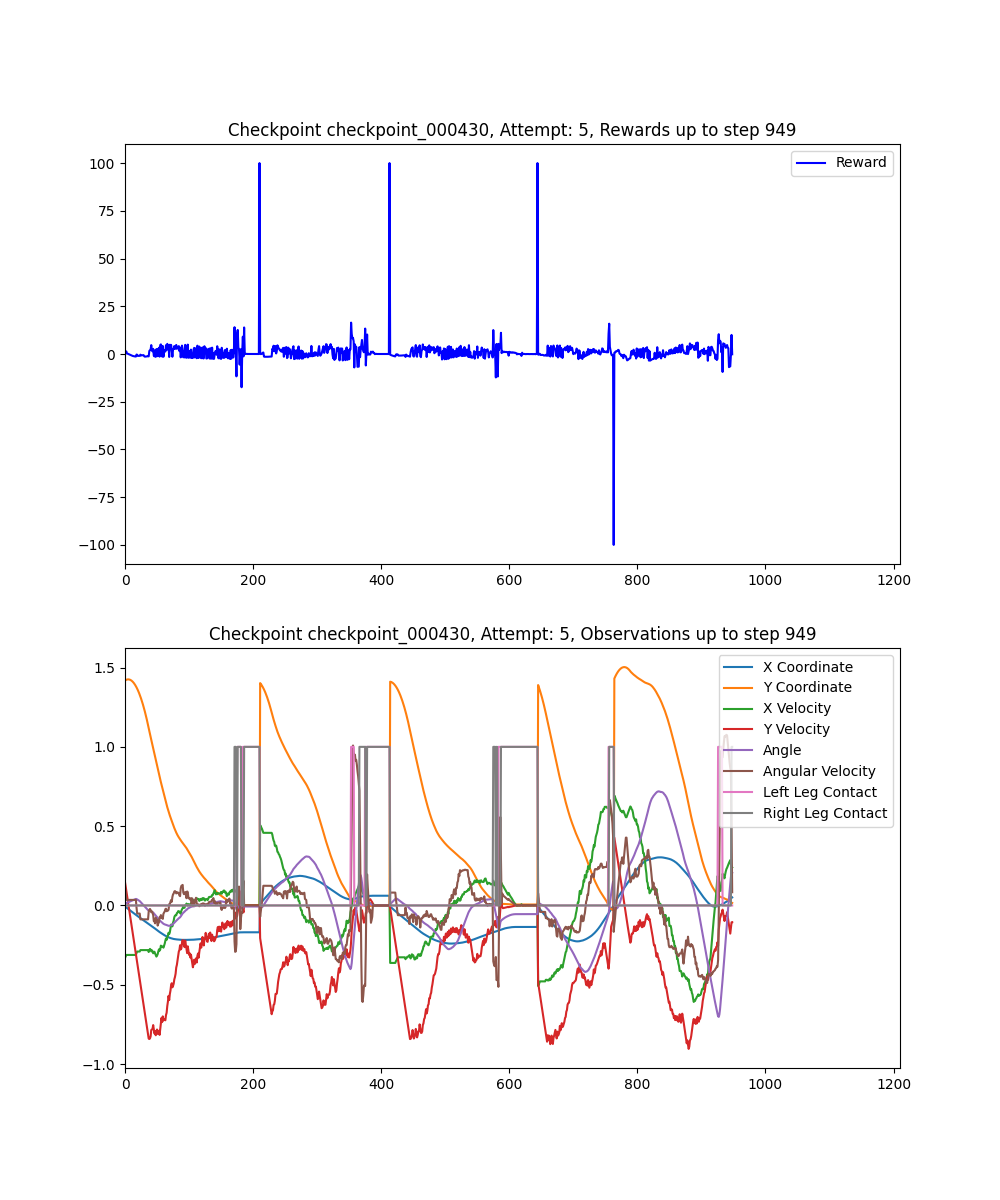 Checkpoint checkpoint_000430, Attempt: 5, Rewards up to step 949
100
75
50
25
0
−25
−50
−75
−100
Reward
0 200 400 600 800 1000 1200
Checkpoint checkpoint_000430, Attempt: 5, Observations up to step 949
1.5
1.0
0.5
0.0
−0.5
−1.0
X Coordinate
Y Coordinate
X Velocity
Y Velocity
Angle
Angular Velocity
Left Leg Contact
Right Leg Contact
0 200 400 600 800 1000 1200